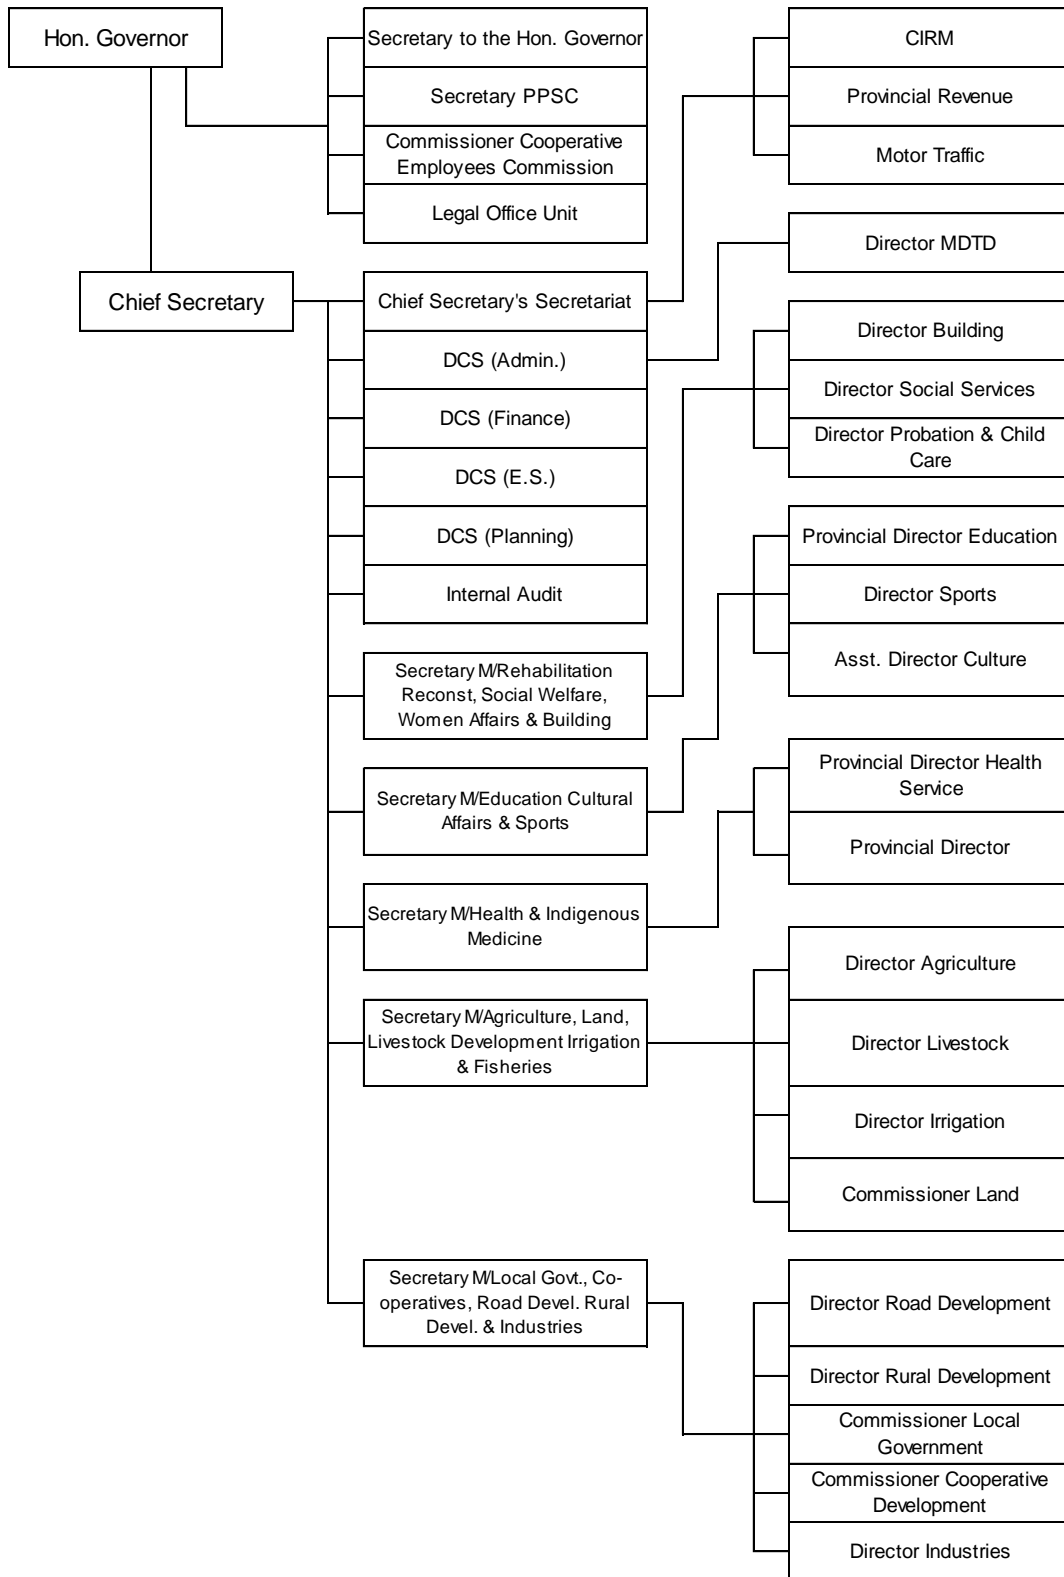 Hon. Governor
Secretary to the Hon. Governor
Secretary PPSC
Commissioner Cooperative
Employees Commission
Legal Office Unit
CIRM
Provincial Revenue
Motor Traffic
Director MDTD
Chief Secretary
Chief Secretary's Secretariat
DCS (Admin.)
DCS (Finance)
DCS (E.S.)
DCS (Planning)
Internal Audit
Director Building
Director Social Services
Director Probation & Child
Care
Secretary M/Rehabilitation
Reconst, Social Welfare,
Women Affairs & Building
Provincial Director Education
Director Sports
Asst. Director Culture
Secretary M/Education Cultural
Affairs & Sports
Provincial Director Health
Service
Provincial Director
Secretary M/Health & Indigenous
Medicine
Secretary M/Agriculture, Land,
Livestock Development Irrigation
& Fisheries
Director Agriculture
Director Livestock
Director Irrigation
Commissioner Land
Secretary M/Local Govt., Co-
operatives, Road Devel. Rural
Devel. & Industries
Director Road Development
Director Rural Development
Commissioner Local
Government
Commissioner Cooperative
Development
Director Industries